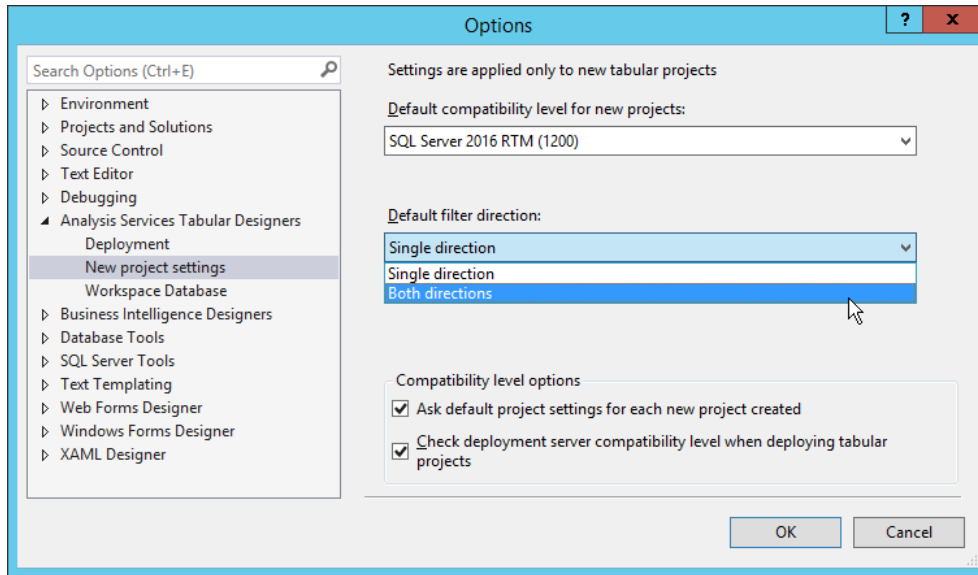 Options
?
x
Search Options (Ctrl+E)
Environment
Projects and Solutions
Source Control
Text Editor
Debugging
Analysis Services Tabular Designers
Deployment
New project settings
Workspace Database
Business Intelligence Designers
Database Tools
SQL Server Tools
Text Templating
Web Forms Designer
Windows Forms Designer
XAML Designer
Settings are applied only to new tabular projects
Default compatibility level for new projects:
SQL Server 2016 RTM (1200)
Default filter direction:
Single direction
Single direction
Both directions
Compatibility level options
Ask default project settings for each new project created
Check deployment server compatibility level when deploying tabular
projects
OK
Cancel